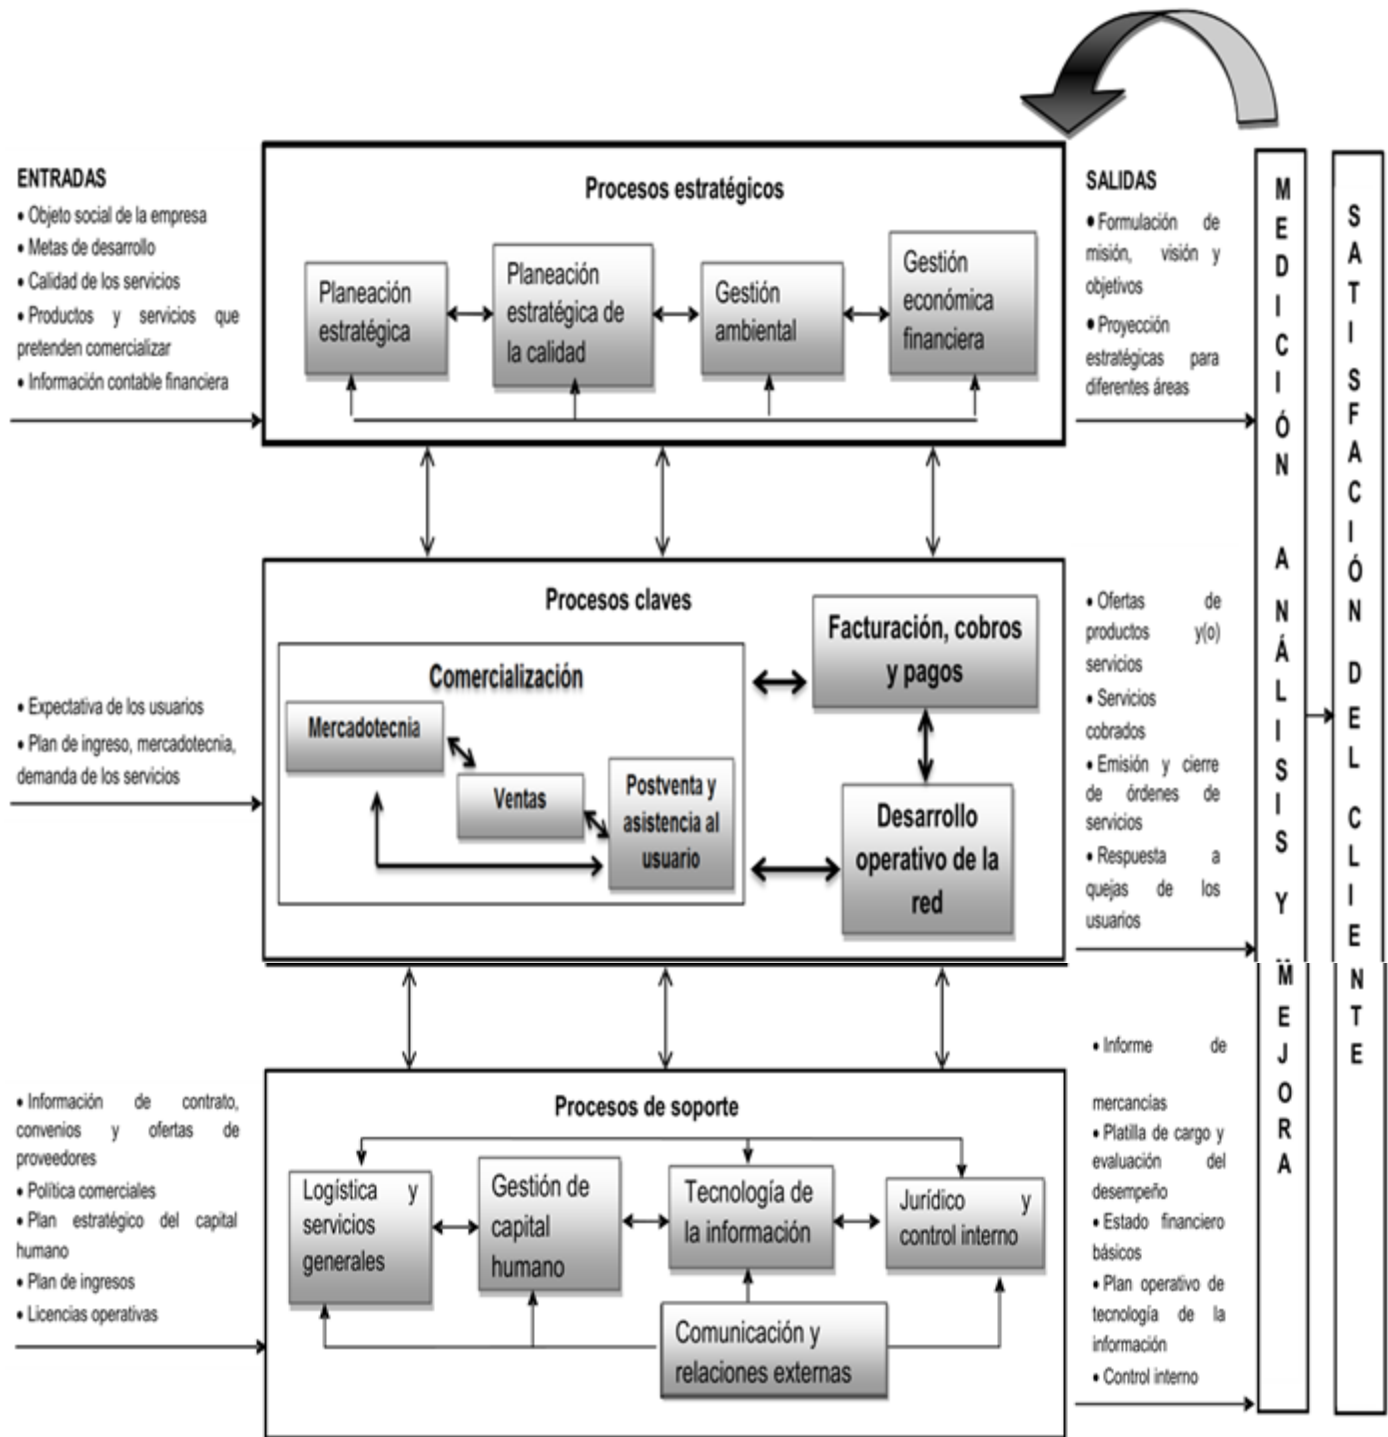 ENTRADAS
• Objeto social de la empresa
• Metas de desarrollo
• Calidad de los servicios
• Productos y servicios que
pretenden comercializar
• Información contable financiera
Procesos estratégicos
Planeación
estratégica
Planeación
estratégica de
la calidad
Gestión
ambiental
Gestión
económica
financiera
SALIDAS
• Formulación de
misión, visión y
objetivos
• Proyección
estratégicas para
diferentes áreas
• Expectativa de los usuarios
• Plan de ingreso, mercadotecnia,
demanda de los servicios
Procesos claves
Comercialización
Mercadotecnia
Ventas
Postventa y
asistencia al
usuario
Facturación, cobros
y pagos
Desarrollo
operativo de la
red
• Ofertas de
productos y(o)
servicios
• Servicios
cobrados
• Emisión y cierre
de órdenes de
servicios
• Respuesta a
quejas de los
usuarios
• Información de contrato,
convenios y ofertas de
proveedores
• Política comerciales
• Plan estratégico del capital
humano
• Plan de ingresos
• Licencias operativas
Procesos de soporte
Logística y
servicios
generales
Gestión de
capital
humano
Tecnología de
la información
Jurídico y
control interno
Comunicación y
relaciones externas
• Informe de
mercancías
• Platilla de cargo y
evaluación del
desempeño
• Estado financiero
básicos
• Plan operativo de
tecnología de la
información
• Control interno
MEDICIÓN ANÁLISIS Y MEJORA
SATISFACIÓN DEL CLIENTE